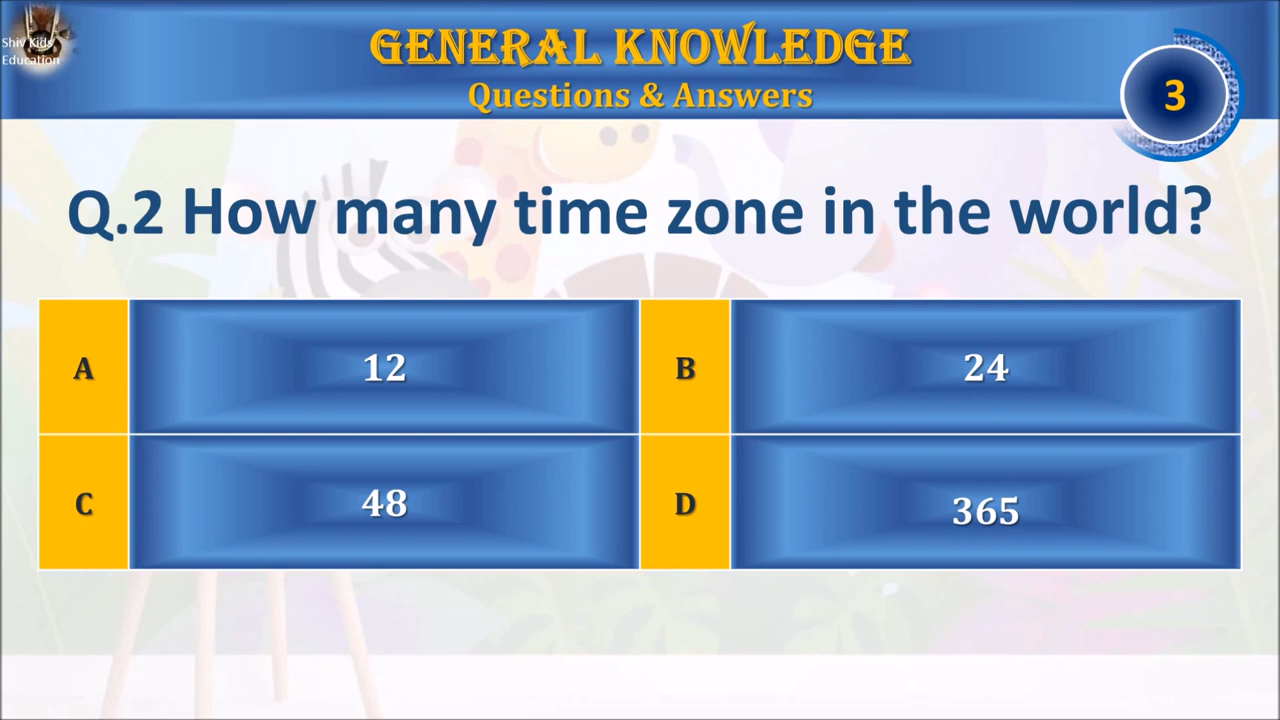 Shiv Kids
Education
GENERAL KNOWLEDGE
Questions & Answers
3
Q.2 How many time zone in the world?
A 12 B 24
C 48 D 365